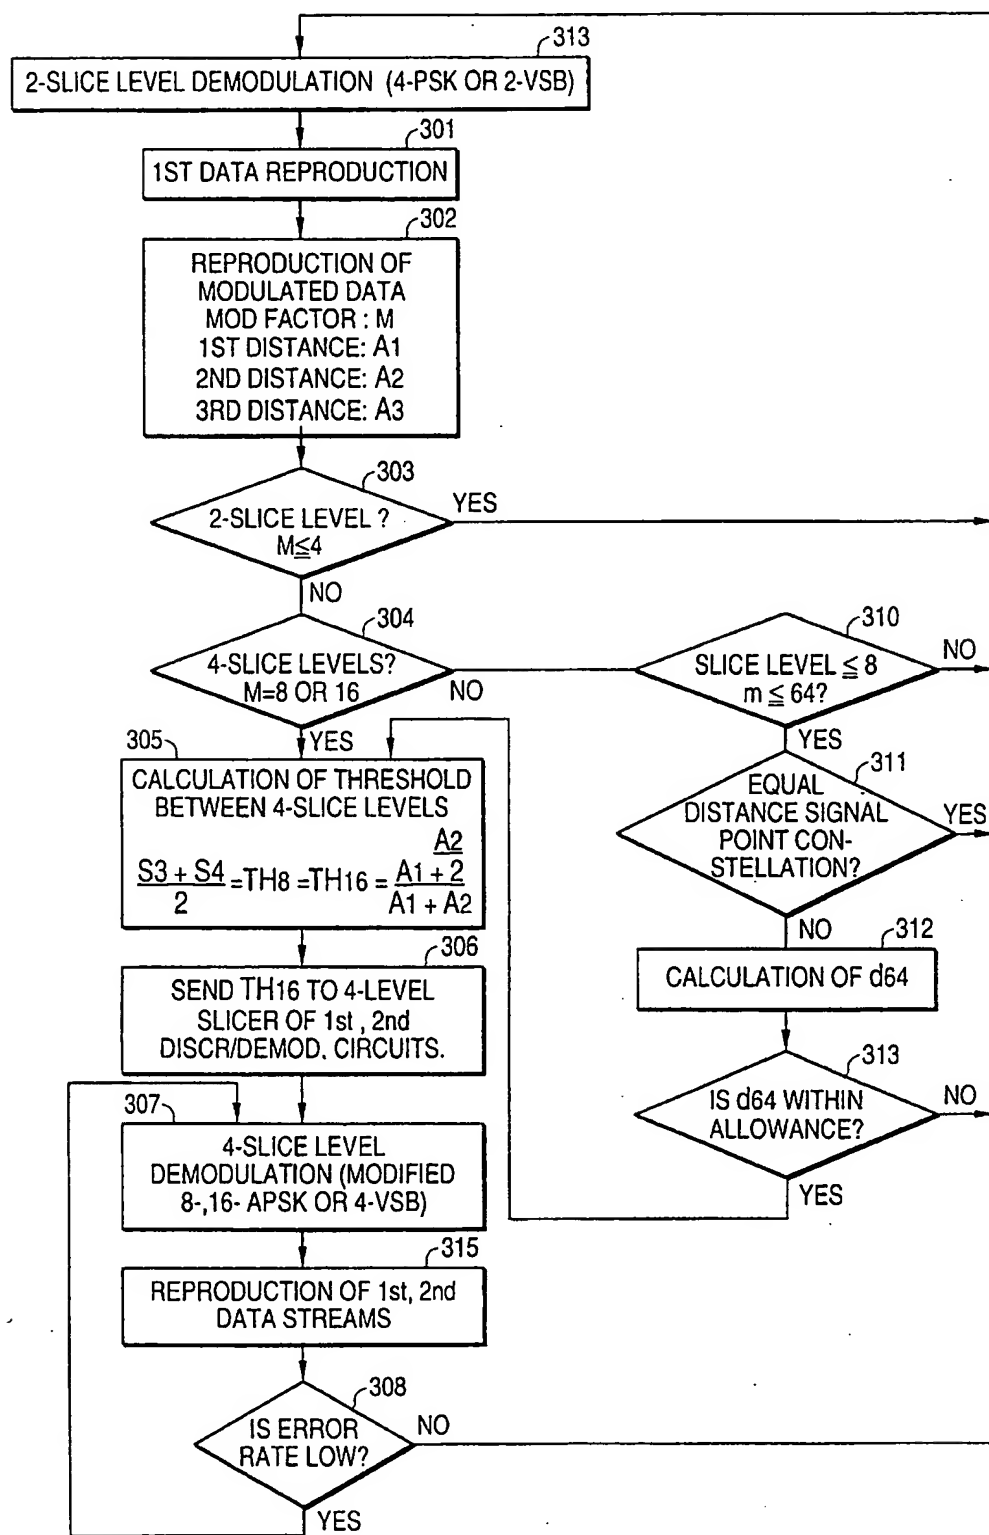 313
2-SLICE LEVEL DEMODULATION (4-PSK OR 2-VSB)
301
1ST DATA REPRODUCTION
302
REPRODUCTION OF
MODULATED DATA
MOD FACTOR : M
1ST DISTANCE: A1
2ND DISTANCE: A2
3RD DISTANCE: A3
303
2-SLICE LEVEL ?
M≦4
YES
NO
304
4-SLICE LEVELS?
M=8 OR 16
NO
YES
310
SLICE LEVEL ≦ 8
m ≦ 64?
NO
YES
305
CALCULATION OF THRESHOLD
BETWEEN 4-SLICE LEVELS
S3 + S4 / 2 = TH8 = TH16 = A1 + A2/2 / A1 + A2
311
EQUAL
DISTANCE SIGNAL
POINT CON-
STELLATION?
YES
NO
306
SEND TH16 TO 4-LEVEL
SLICER OF 1st , 2nd
DISCR/DEMOD. CIRCUITS.
312
CALCULATION OF d64
313
IS d64 WITHIN
ALLOWANCE?
NO
YES
307
4-SLICE LEVEL
DEMODULATION (MODIFIED
8-,16- APSK OR 4-VSB)
315
REPRODUCTION OF 1st, 2nd
DATA STREAMS
308
IS ERROR
RATE LOW?
NO
YES